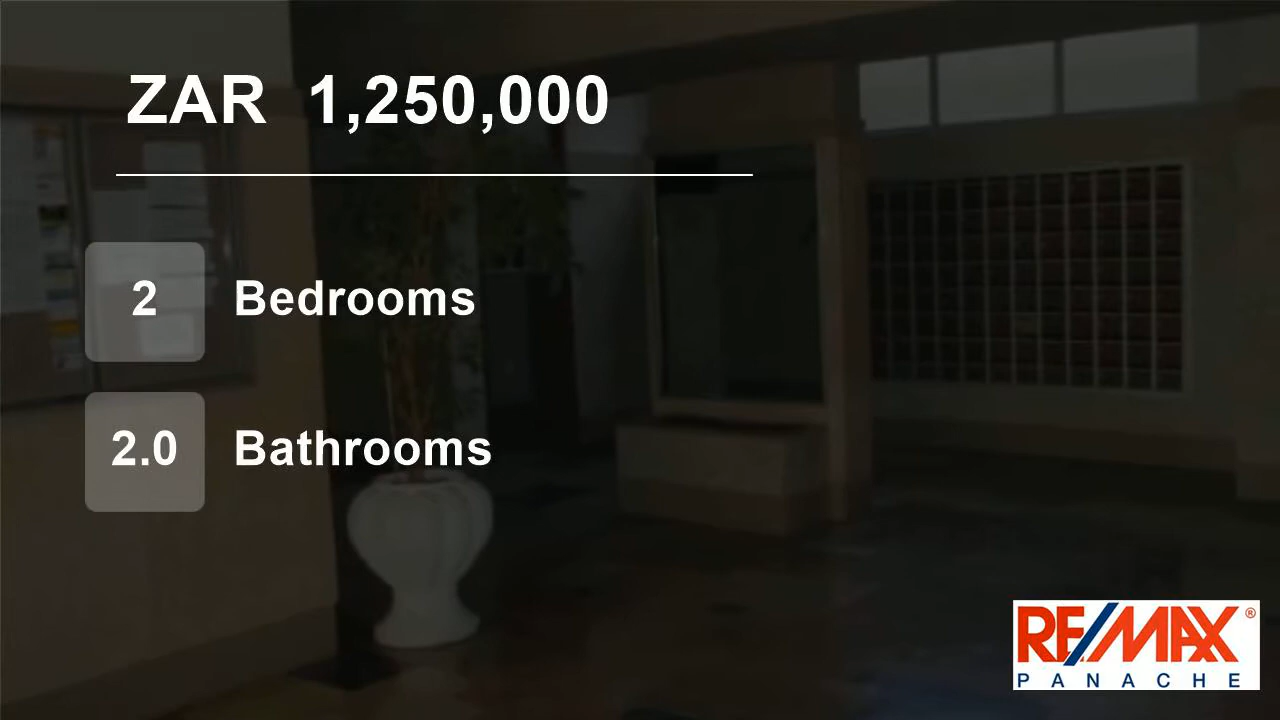 ZAR 1,250,000
2 Bedrooms
2.0 Bathrooms
RE/MAX®
PANACHE